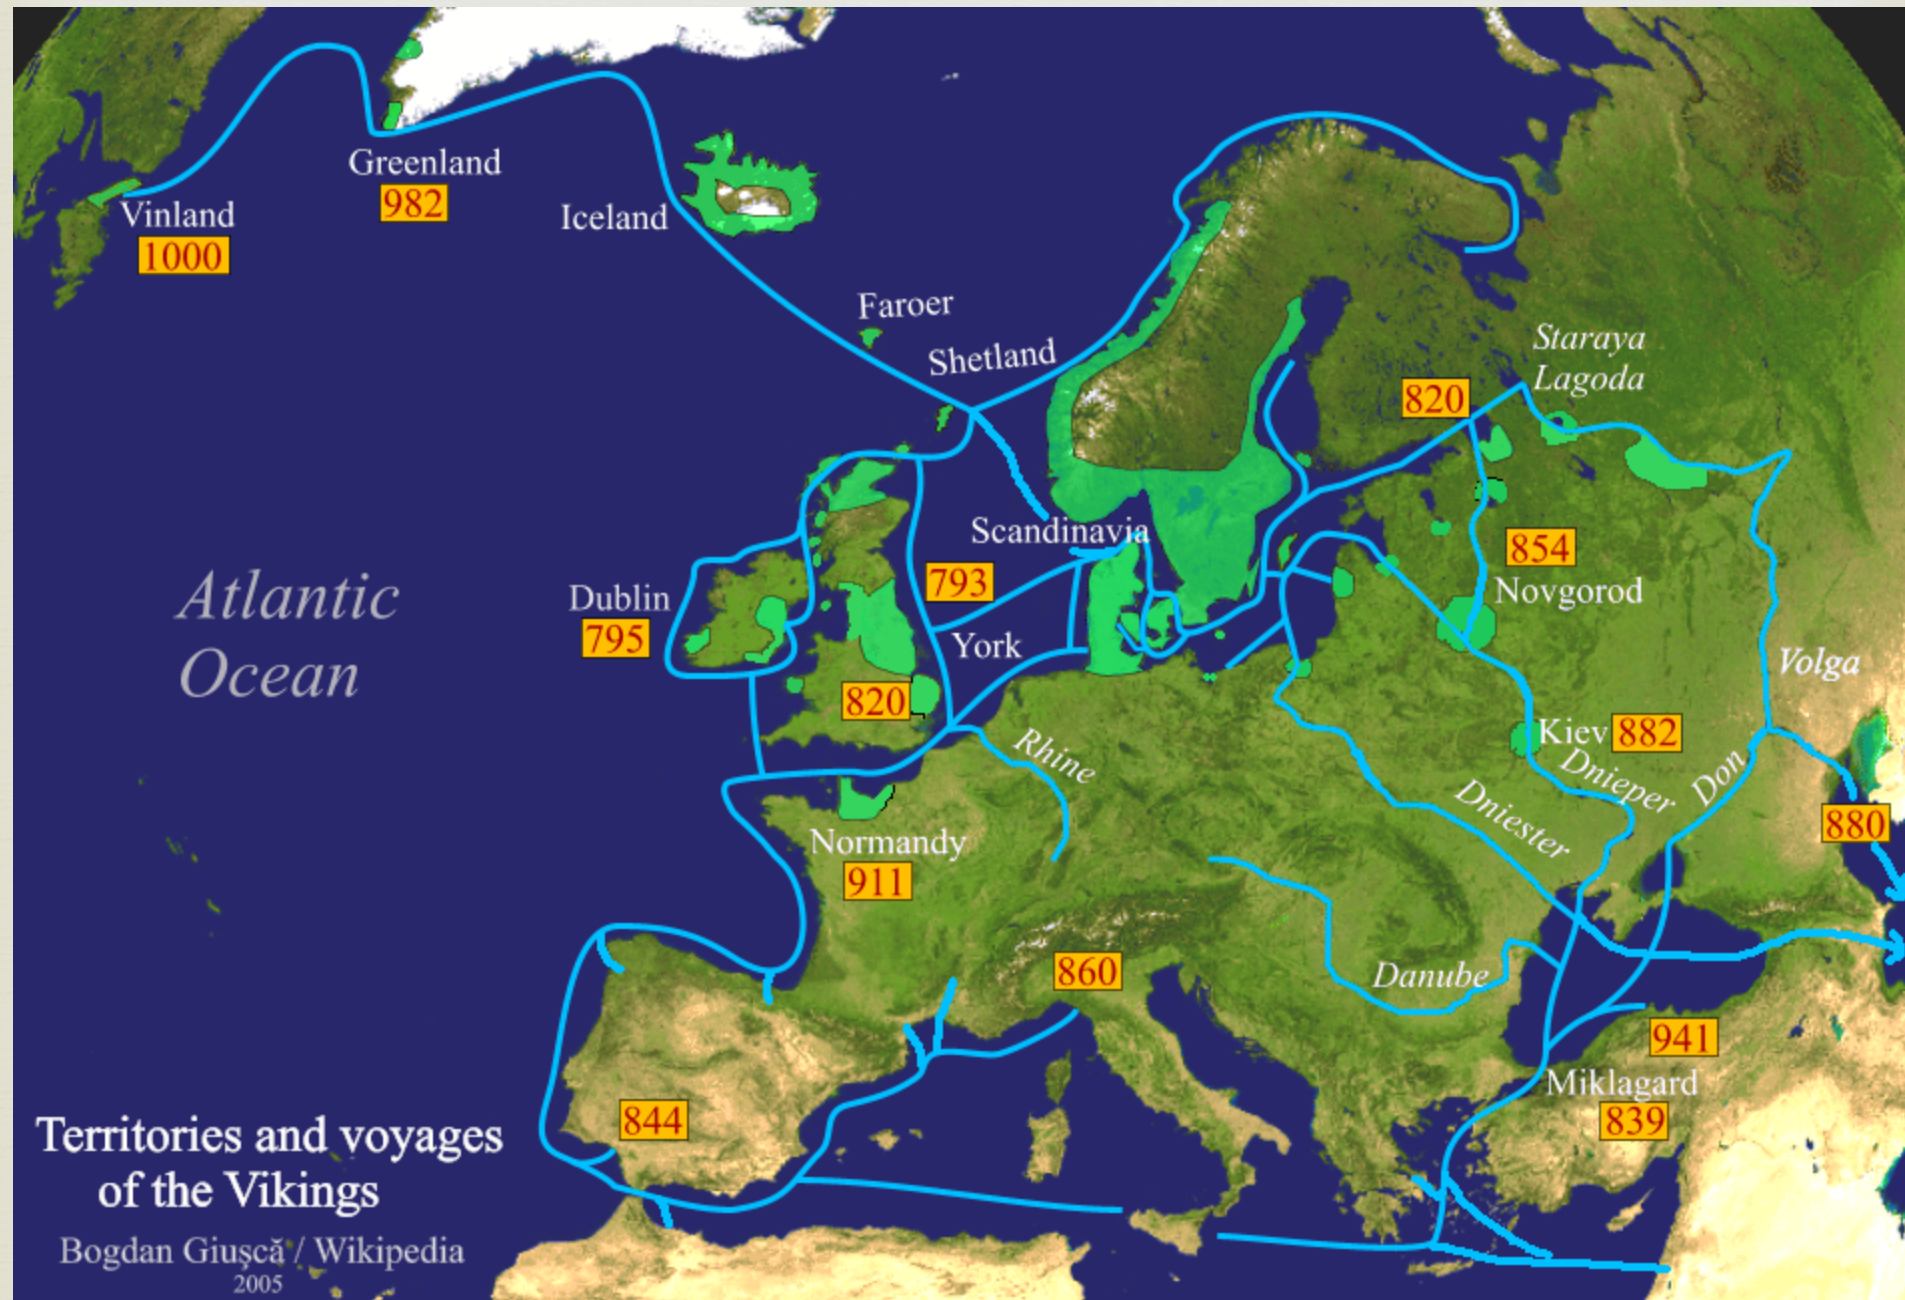 Greenland
982
Vinland
1000
Iceland
Faroer
Shetland
Staraya
Lagoda
820
Scandinavia
854
Novgorod
793
Dublin
795
York
Atlantic
Ocean
820
Volga
Kiev 882
Rhine
Dnieper
Don
Dniester
880
Normandy
911
860
Danube
941
Miklagard
839
844
Territories and voyages
of the Vikings
Bogdan Giuşcă / Wikipedia
2005